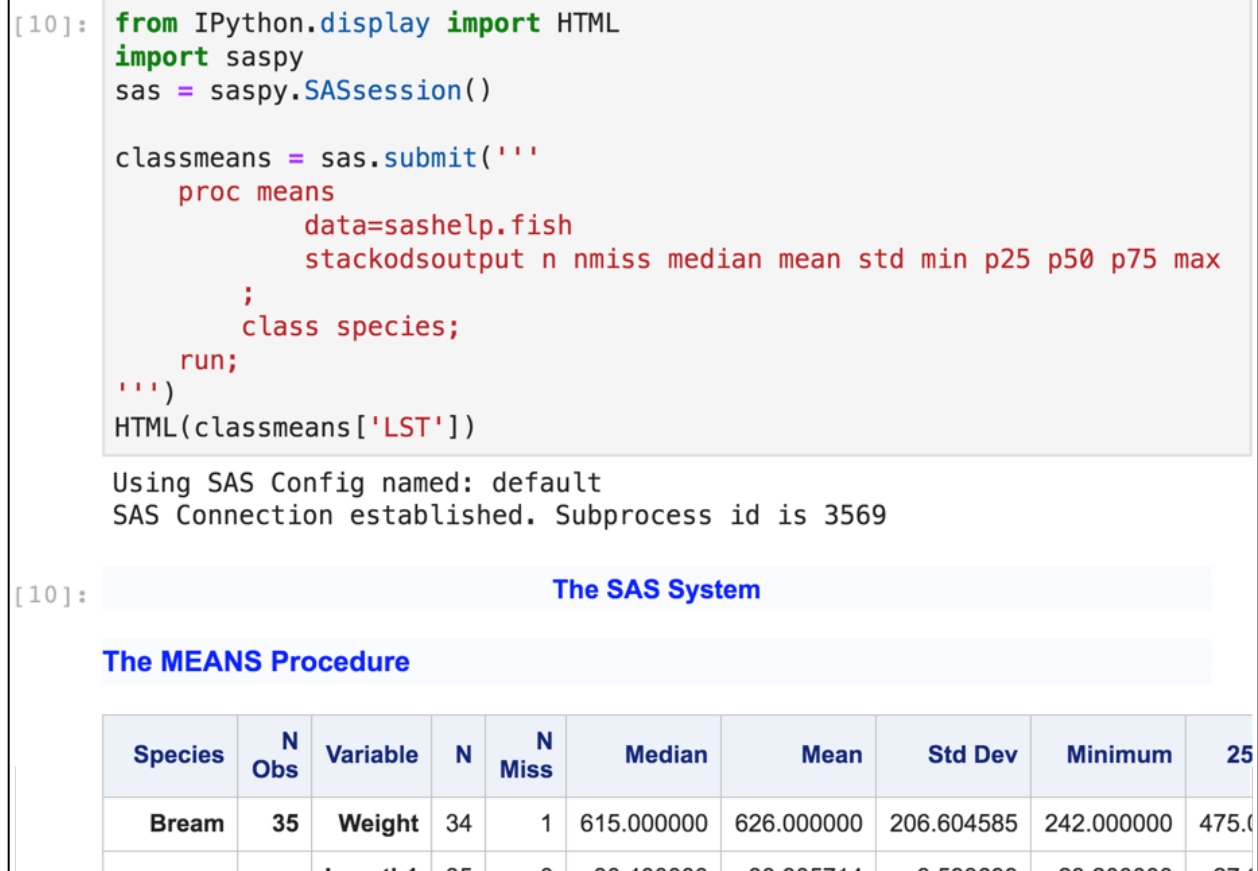 [10]: from IPython.display import HTML
import saspy
sas = saspy.SASsession()
classmeans = sas.submit('''
proc means
data=sashelp.fish
stackodsoutput n nmiss median mean std min p25 p50 p75 max
;
class species;
run;
''')
HTML(classmeans['LST'])
Using SAS Config named: default
SAS Connection established. Subprocess id is 3569
[10]: The SAS System
The MEANS Procedure
Species N Obs Variable N N Miss Median Mean Std Dev Minimum 25
Bream 35 Weight 34 1 615.000000 626.000000 206.604585 242.000000 475.